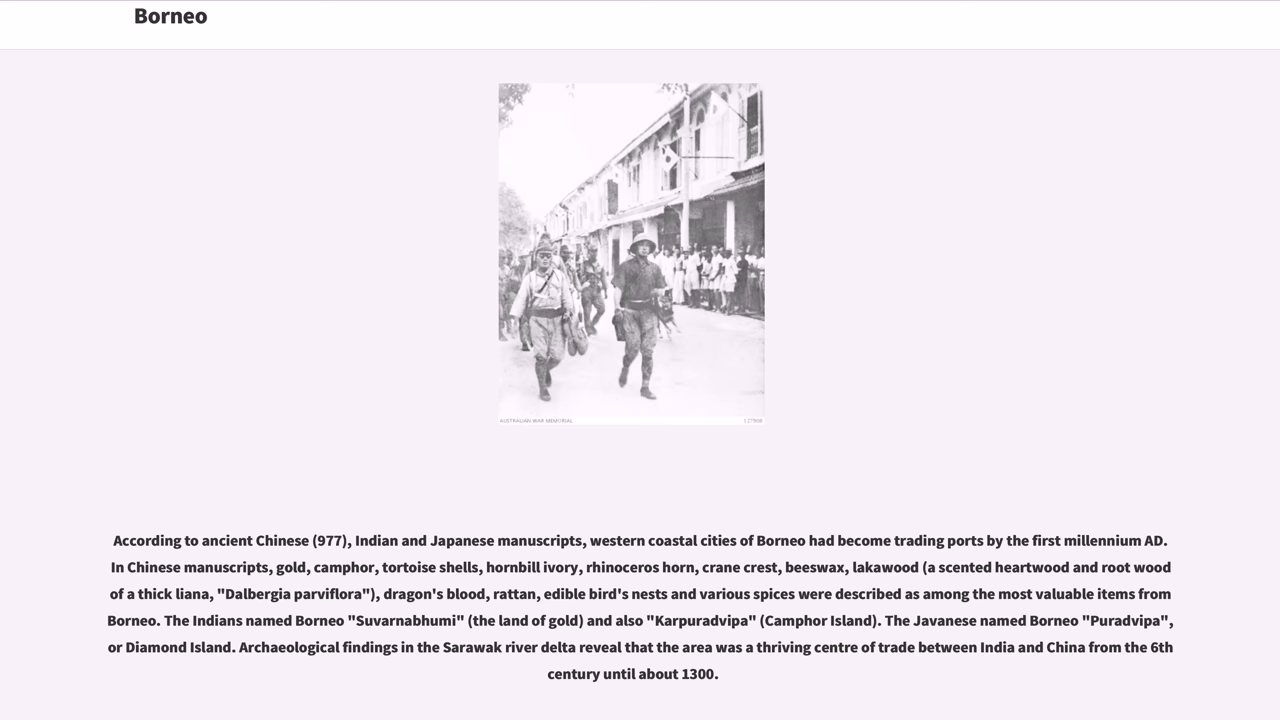 Borneo
AUSTRALIAN WAR MEMORIAL
127908
According to ancient Chinese (977), Indian and Japanese manuscripts, western coastal cities of Borneo had become trading ports by the first millennium AD.
In Chinese manuscripts, gold, camphor, tortoise shells, hornbill ivory, rhinoceros horn, crane crest, beeswax, lakawood (a scented heartwood and root wood
of a thick liana, "Dalbergia parviflora"), dragon's blood, rattan, edible bird's nests and various spices were described as among the most valuable items from
Borneo. The Indians named Borneo "Suvarnabhumi" (the land of gold) and also "Karpuradvipa" (Camphor Island). The Javanese named Borneo "Puradvipa",
or Diamond Island. Archaeological findings in the Sarawak river delta reveal that the area was a thriving centre of trade between India and China from the 6th
century until about 1300.